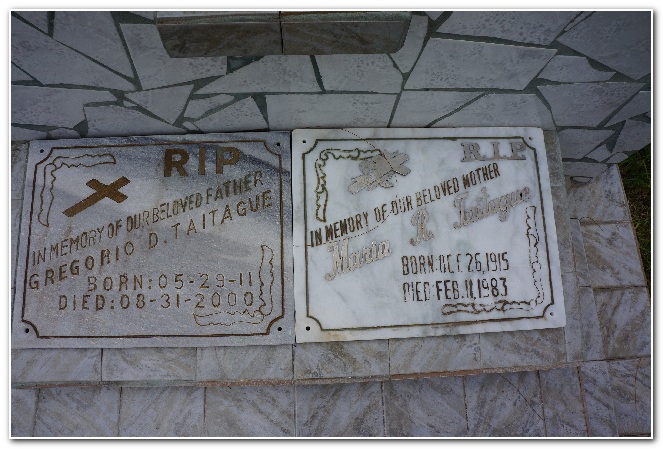 RIP
IN MEMORY OF OUR BELOVED FATHER
GREGORIO D. TAITAGUE
BORN: 05-29-11
DIED: 08-31-2000
RIP
IN MEMORY OF OUR BELOVED MOTHER
Maria R. Taitague
BORN: OCT. 26, 1915
DIED: FEB. 11, 1983